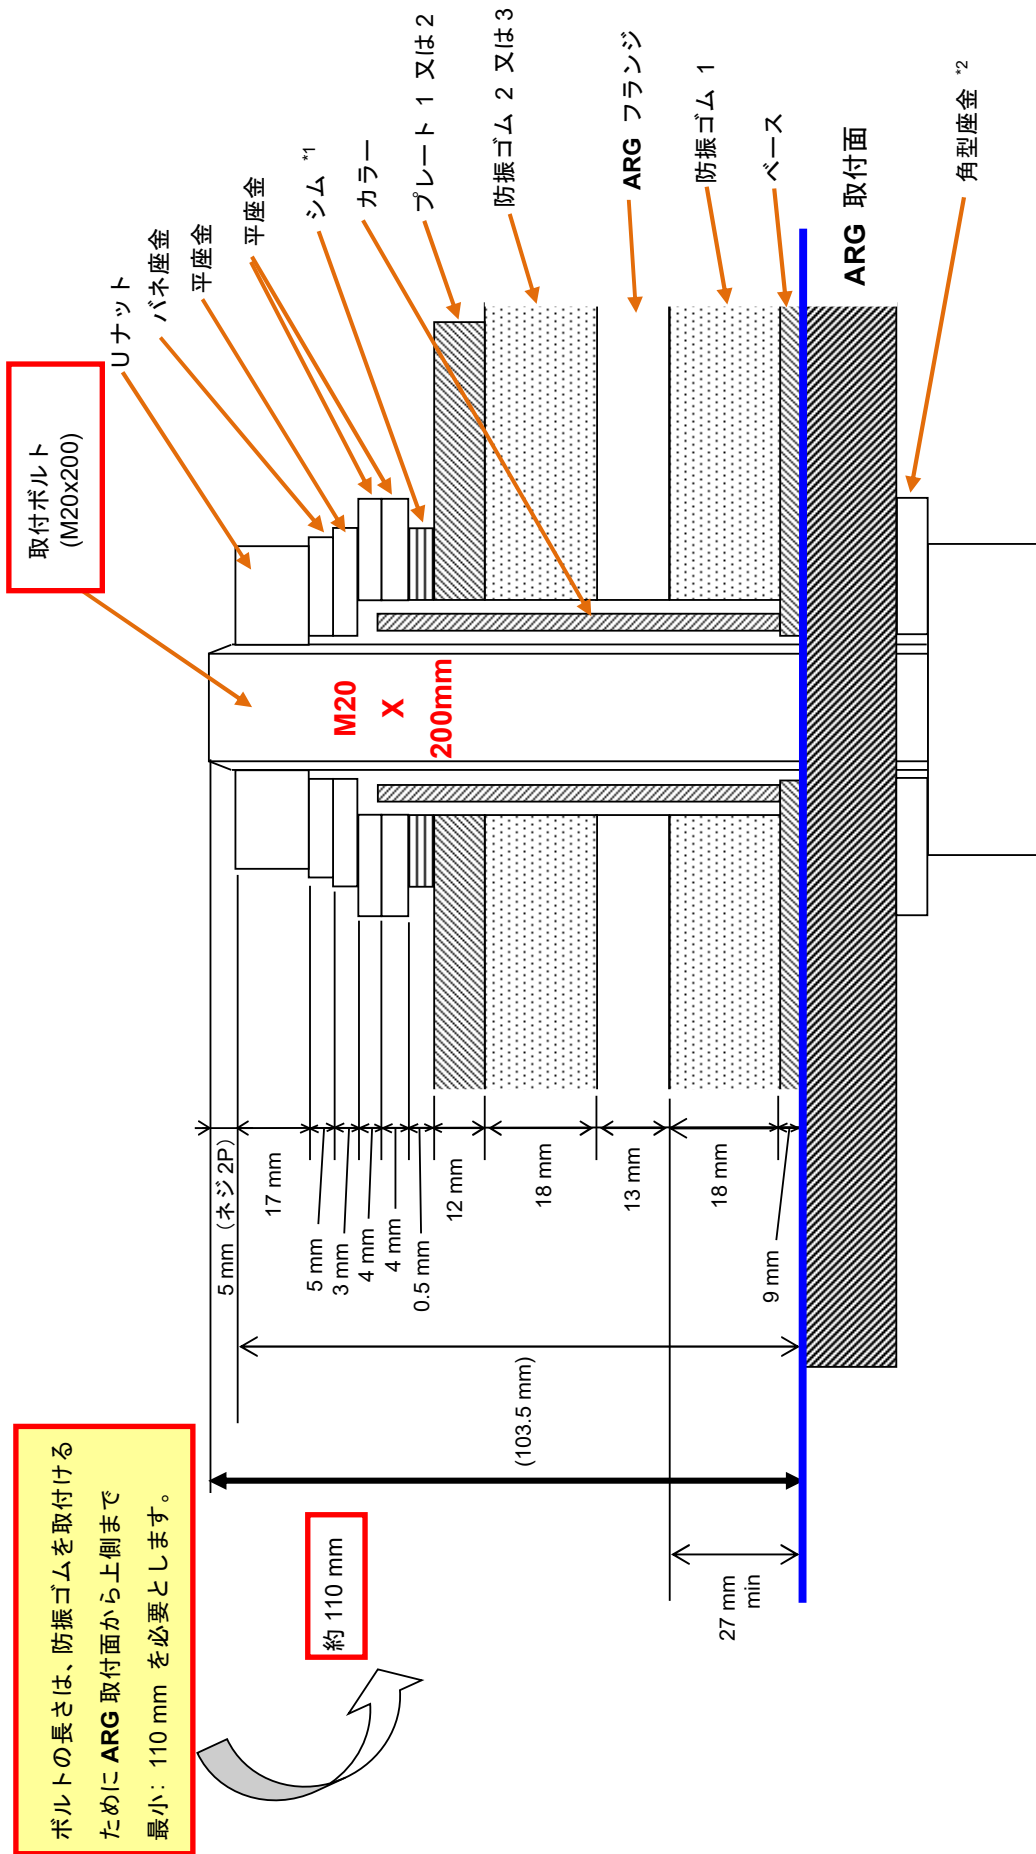 ボルトの長さは、防振ゴムを取付ける
ために ARG 取付面から上側まで
最小： 110 mm を必要とします。
約 110 mm
取付ボルト
(M20x200)
U ナット
バネ座金
平座金
平座金
シム *1
カラー
プレート 1 又は 2
防振ゴム 2 又は 3
ARG フランジ
防振ゴム 1
ベース
ARG 取付面
角型座金 *2
M20
X
200mm
5 mm（ネジ 2P）
17 mm
5 mm
3 mm
4 mm
4 mm
0.5 mm
12 mm
18 mm
13 mm
18 mm
9 mm
(103.5 mm)
27 mm
min